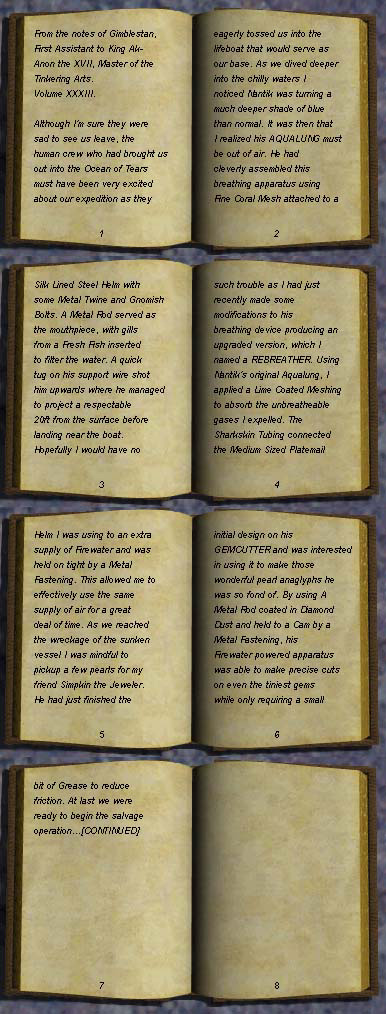 From the notes of Gimblestan,
First Assistant to King Ak-
Anon the XVII, Master of the
Tinkering Arts.
Volume XXXIII.
Although I'm sure they were
sad to see us leave, the
human crew who had brought us
out into the Ocean of Tears
must have been very excited
about our expedition as they
1
eagerly tossed us into the
lifeboat that would serve as
our base. As we dived deeper
into the chilly waters I
noticed Nantik was turning a
much deeper shade of blue
than normal. It was then that
I realized his AQUALUNG must
be out of air. He had
cleverly assembled this
breathing apparatus using
Fine Coral Mesh attached to a
2
Silk Lined Steel Helm with
some Metal Twine and Gnomish
Bolts. A Metal Rod served as
the mouthpiece, with gills
from a Fresh Fish inserted
to filter the water. A quick
tug on his support wire shot
him upwards where he managed
to project a respectable
20ft from the surface before
landing near the boat.
Hopefully I would have no
3
such trouble as I had just
recently made some
modifications to his
breathing device producing an
upgraded version, which I
named a REBREATHER. Using
Nantik's original Aqualung, I
applied a Lime Coated Meshing
to absorb the unbreatheable
gases I expelled. The
Sharkskin Tubing connected
the Medium Sized Platemail
4
Helm I was using to an extra
supply of Firewater and was
held on tight by a Metal
Fastening. This allowed me to
effectively use the same
supply of air for a great
deal of time. As we reached
the wreckage of the sunken
vessel I was mindful to
pickup a few pearls for my
friend Simpkin the Jeweler.
He had just finished the
5
initial design on his
GEMCUTTER and was interested
in using it to make those
wonderful pearl anaglyphs he
was so fond of. By using A
Metal Rod coated in Diamond
Dust and held to a Cam by a
Metal Fastening, his
Firewater powered apparatus
was able to make precise cuts
on even the tiniest gems
while only requiring a small
6
bit of Grease to reduce
friction. At last we were
ready to begin the salvage
operation...[CONTINUED]
7
8